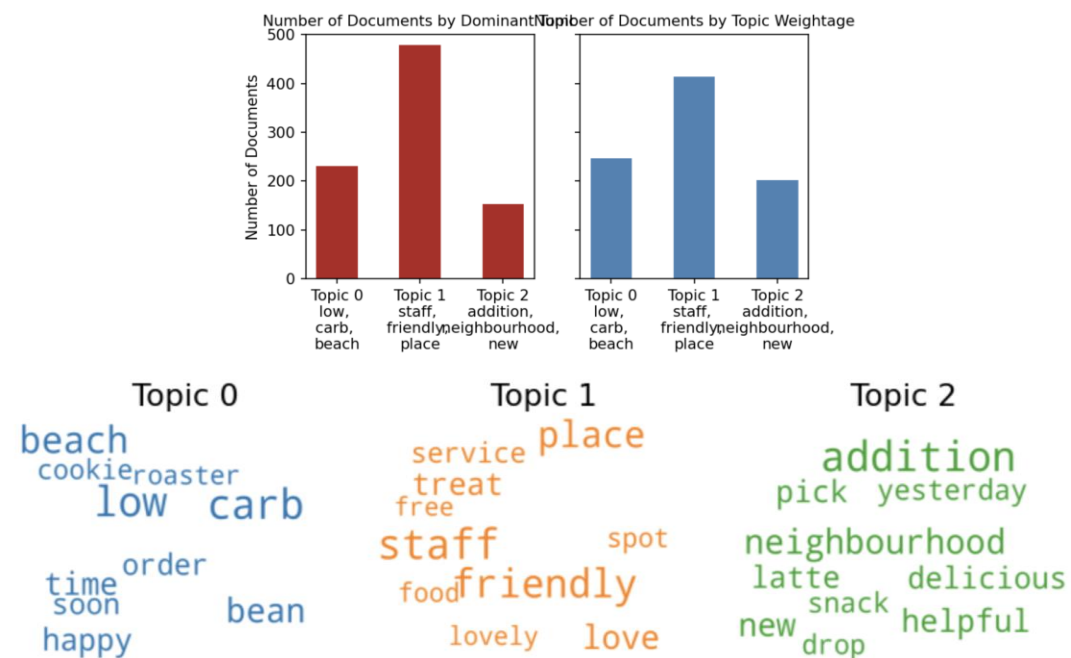 Number of Documents by Dominant Topic
Number of Documents by Topic Weightage
Number of Documents
500
400
300
200
100
0
Topic 0
low,
carb,
beach
Topic 1
staff,
friendly,
place
Topic 2
addition,
neighbourhood,
new
Topic 0
low,
carb,
beach
Topic 1
staff,
friendly,
place
Topic 2
addition,
neighbourhood,
new
Topic 0
beach
cookie roaster
low carb
order
time
soon
bean
happy
Topic 1
place
service
treat
free
staff
spot
friendly
food
lovely love
Topic 2
addition
pick yesterday
neighbourhood
latte delicious
snack
new helpful
drop